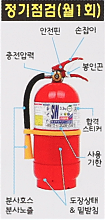 정기점검(월1회)
안전핀
손잡이
충전압력
봉인끈
합격
스티커
사용
기한
분사호스
분사노즐
도장상태
& 밑받침